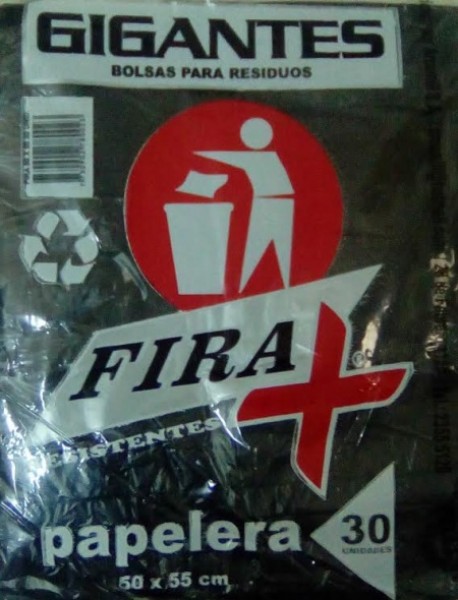 GIGANTES
BOLSAS PARA RESIDUOS
FIRA
RESISTENTES
papelera
30
UNIDADES
50 x 55 cm